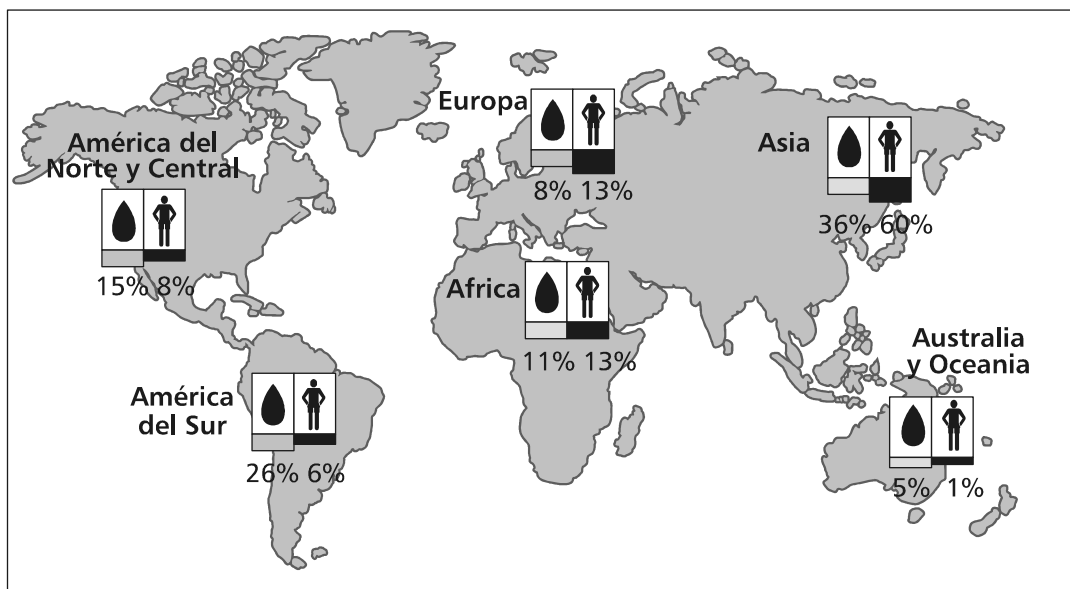 Europa
8% 13%
Asia
36% 60%
América del
Norte y Central
15% 8%
Africa
11% 13%
Australia
y Oceania
5% 1%
América
del Sur
26% 6%